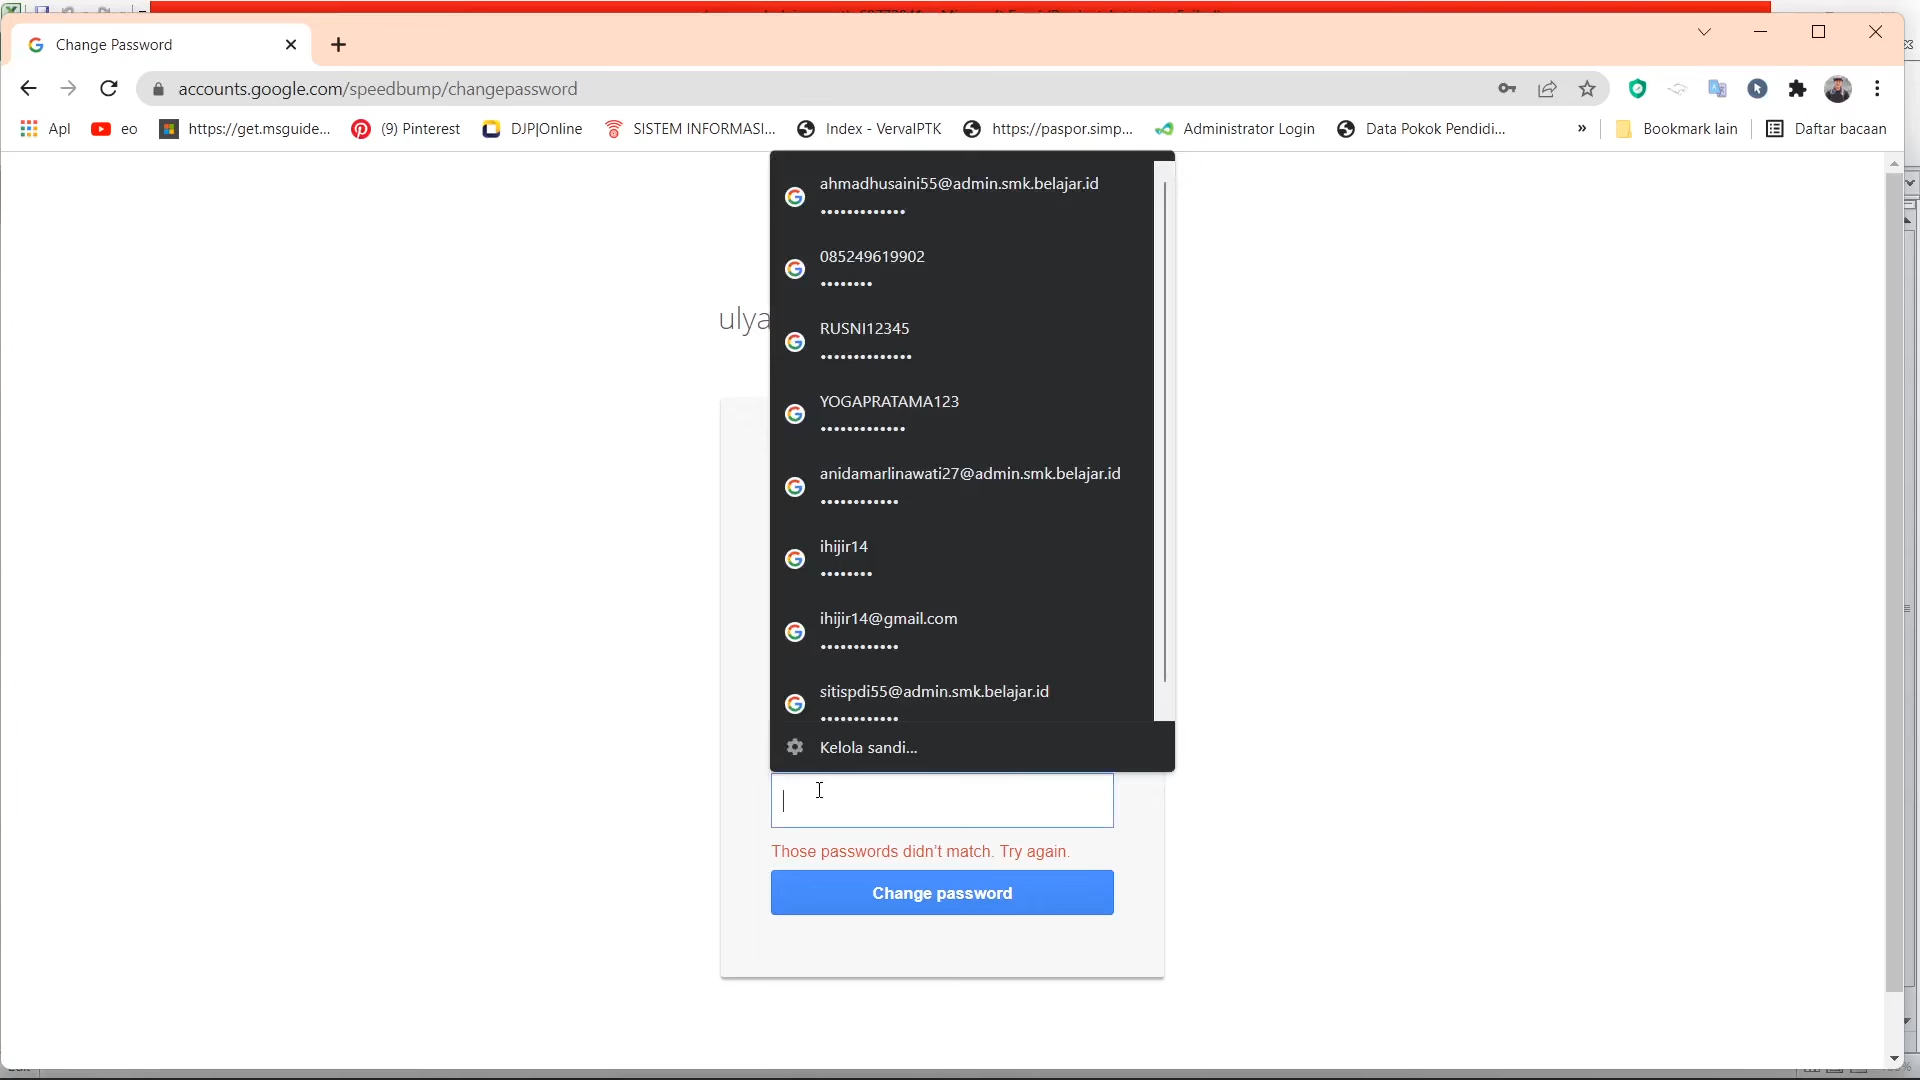 Change Password
accounts.google.com/speedbump/changepassword
Apl
eo
https://get.msguide...
(9) Pinterest
DJP|Online
SISTEM INFORMASI...
Index - VervalPTK
https://paspor.simp...
Administrator Login
Data Pokok Pendidi...
»
Bookmark lain
Daftar bacaan
ahmadhusaini55@admin.smk.belajar.id
•••••••••••••
085249619902
••••••••
ulya
RUSNI12345
••••••••••••••
YOGAPRATAMA123
•••••••••••••
anidamarlinawati27@admin.smk.belajar.id
••••••••••••
ihijir14
••••••••
ihijir14@gmail.com
••••••••••••
sitispdi55@admin.smk.belajar.id
••••••••••••
Kelola sandi...
Those passwords didn't match. Try again.
Change password